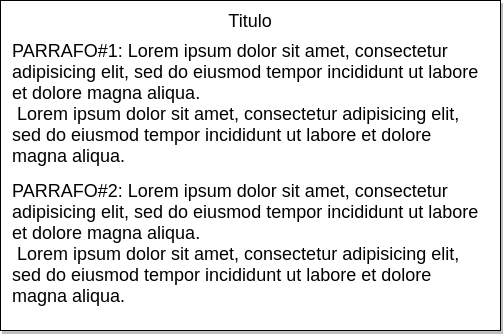 Titulo
PARRAFO#1: Lorem ipsum dolor sit amet, consectetur
adipisicing elit, sed do eiusmod tempor incididunt ut labore
et dolore magna aliqua.
Lorem ipsum dolor sit amet, consectetur adipisicing elit,
sed do eiusmod tempor incididunt ut labore et dolore
magna aliqua.
PARRAFO#2: Lorem ipsum dolor sit amet, consectetur
adipisicing elit, sed do eiusmod tempor incididunt ut labore
et dolore magna aliqua.
Lorem ipsum dolor sit amet, consectetur adipisicing elit,
sed do eiusmod tempor incididunt ut labore et dolore
magna aliqua.